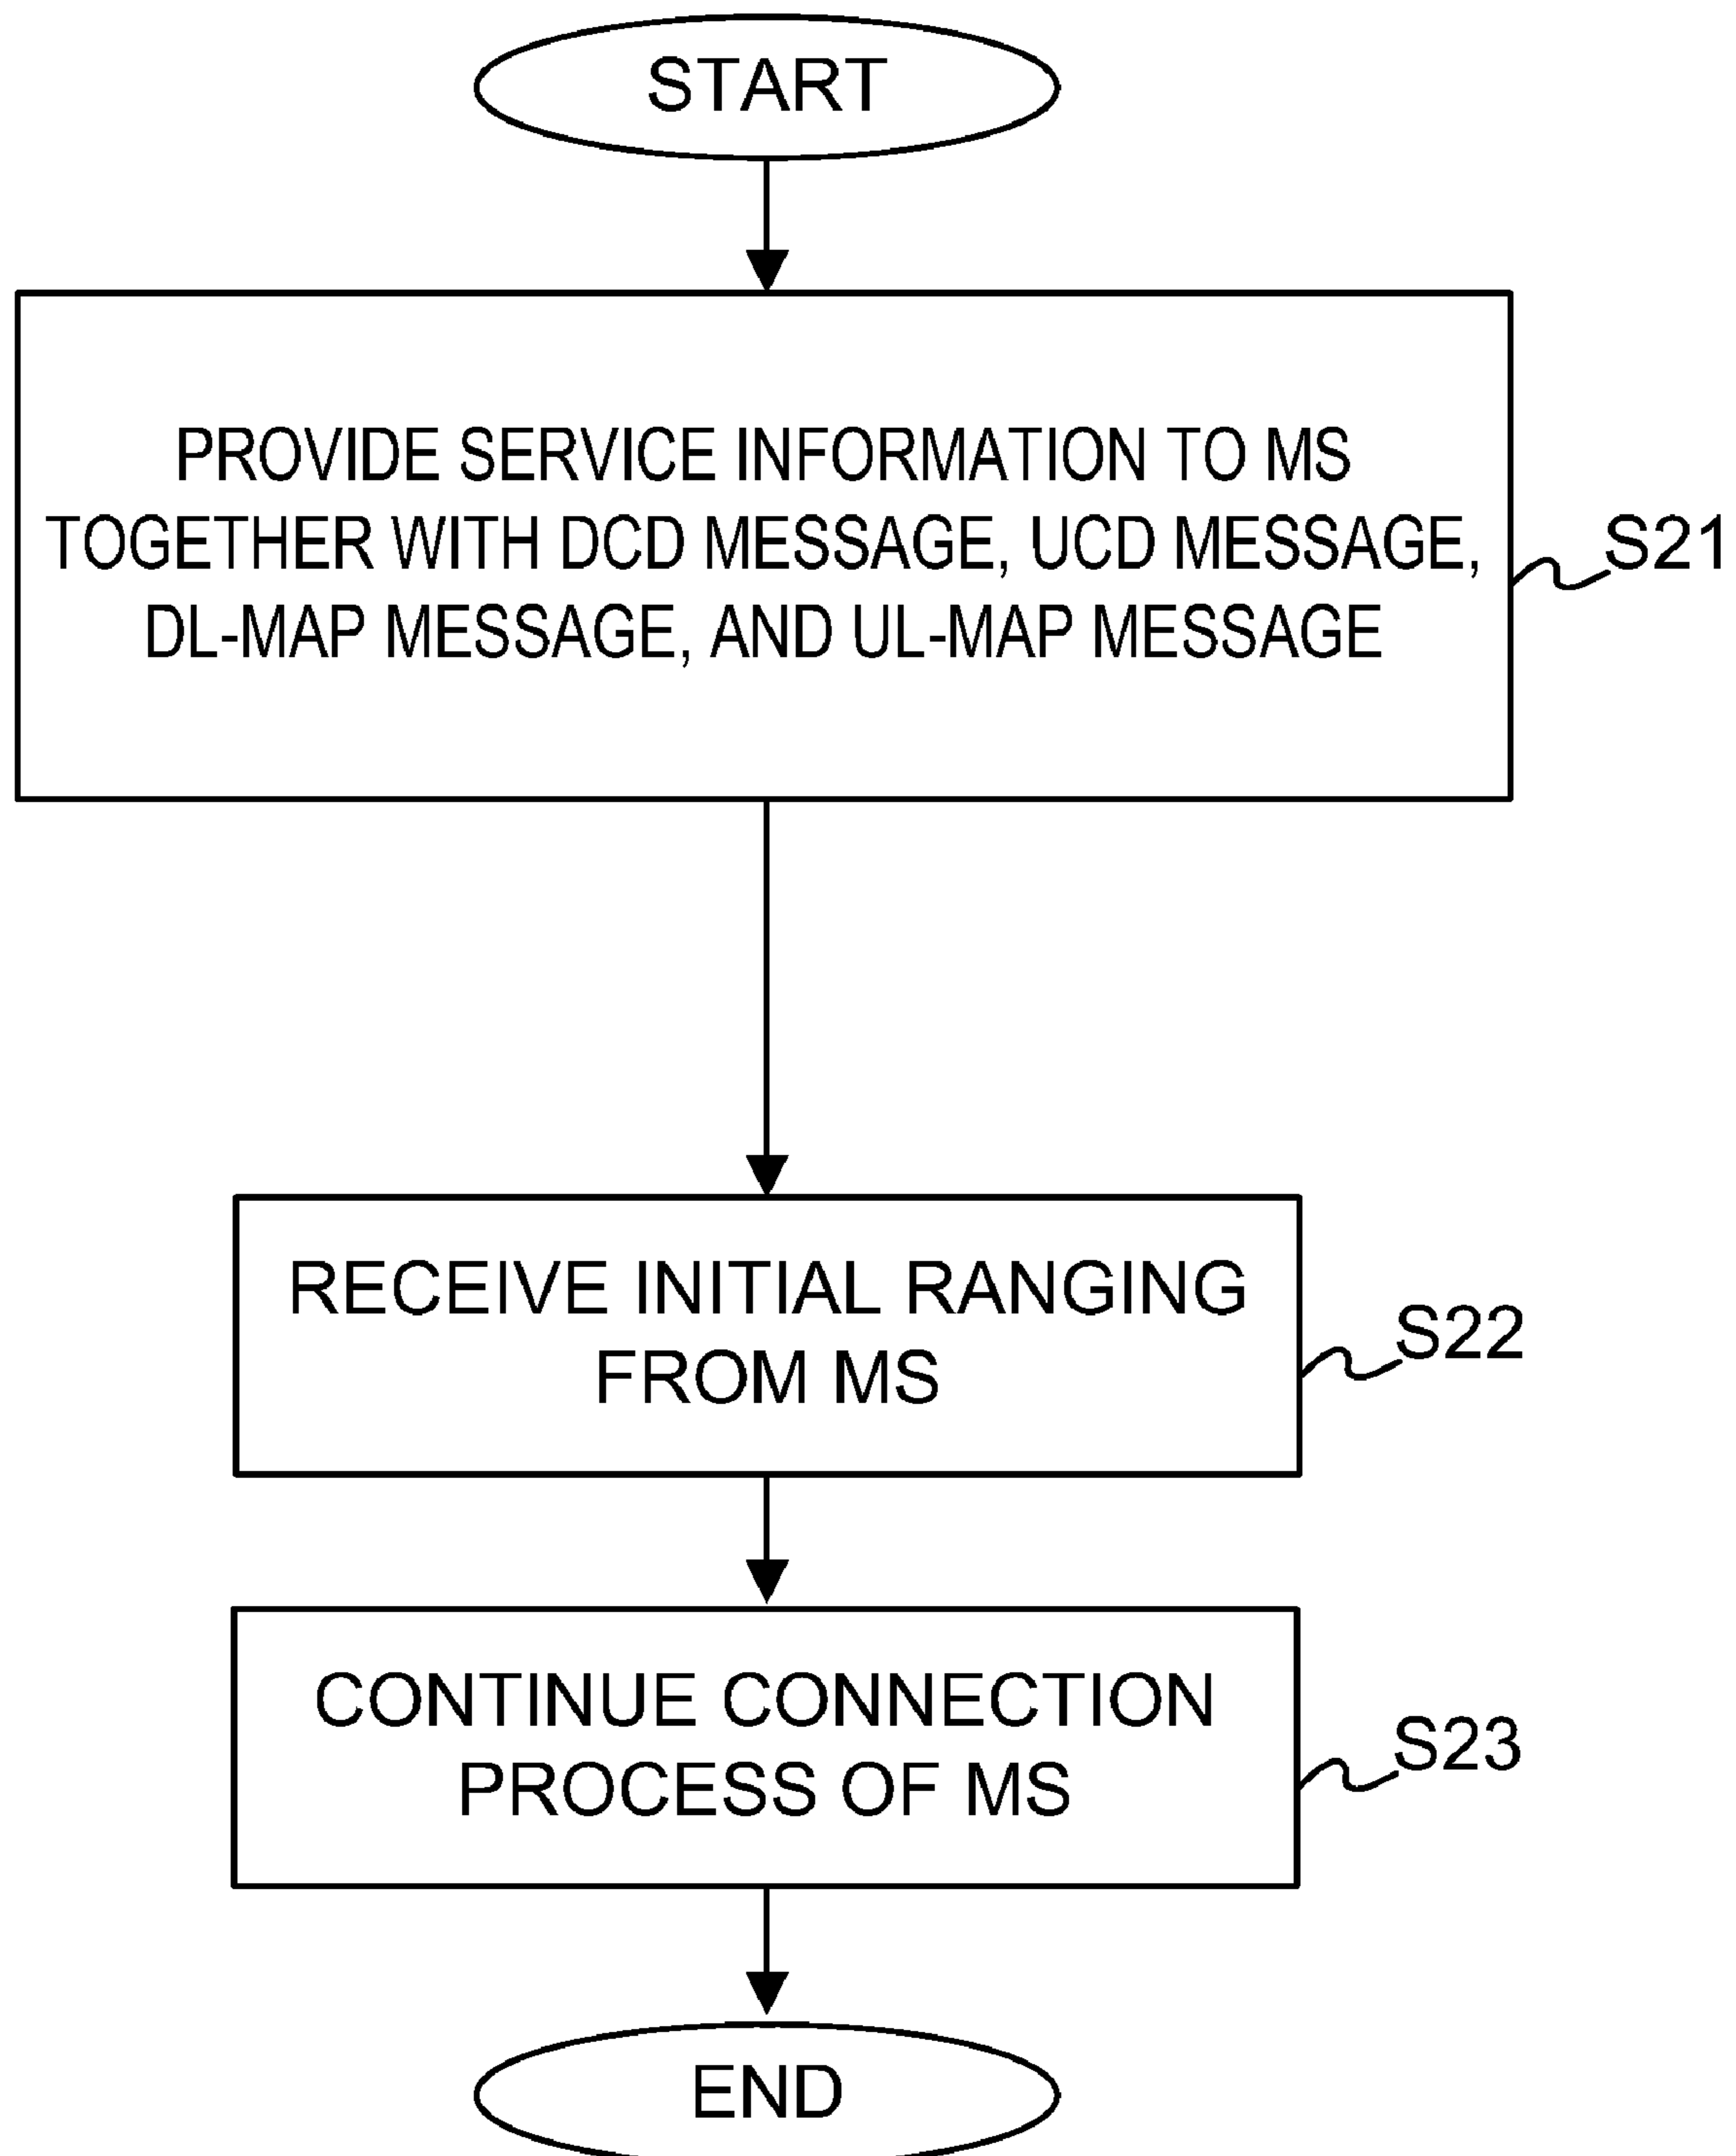 START
PROVIDE SERVICE INFORMATION TO MS
TOGETHER WITH DCD MESSAGE, UCD MESSAGE,
DL-MAP MESSAGE, AND UL-MAP MESSAGE
S21
RECEIVE INITIAL RANGING
FROM MS
S22
CONTINUE CONNECTION
PROCESS OF MS
S23
END